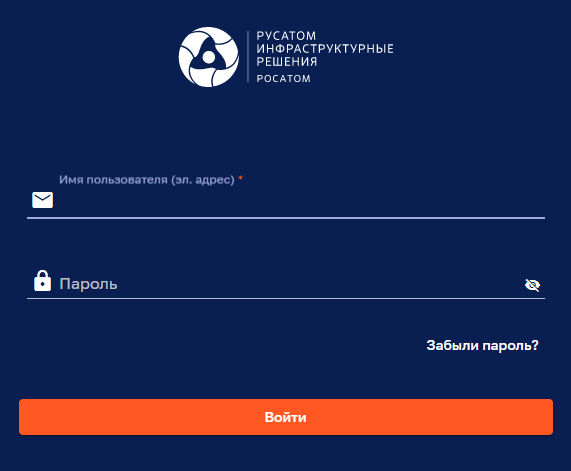 РУСАТОМ
ИНФРАСТРУКТУРНЫЕ
РЕШЕНИЯ
РОСАТОМ
Имя пользователя (эл. адрес) *
Пароль
Забыли пароль?
Войти